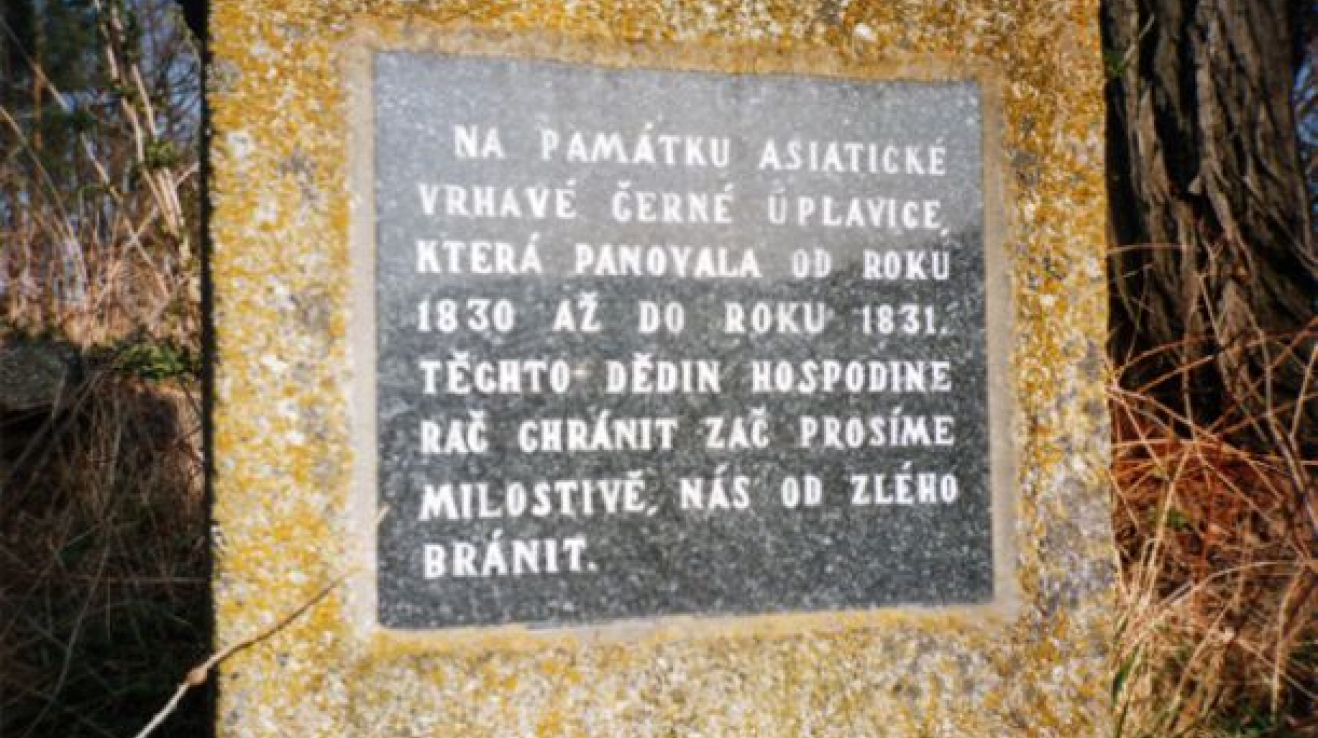 NA PAMÁTKU ASIATICKÉ
VRHAVÉ ČERNÉ ÚPLAVICE,
KTERÁ PANOVALA OD ROKU
1830 AŽ DO ROKU 1831.
TĚCHTO DĚDIN HOSPODINE
RAČ CHRÁNIT ZAČ PROSÍME
MILOSTIVĚ, NÁS OD ZLÉHO
BRÁNIT.